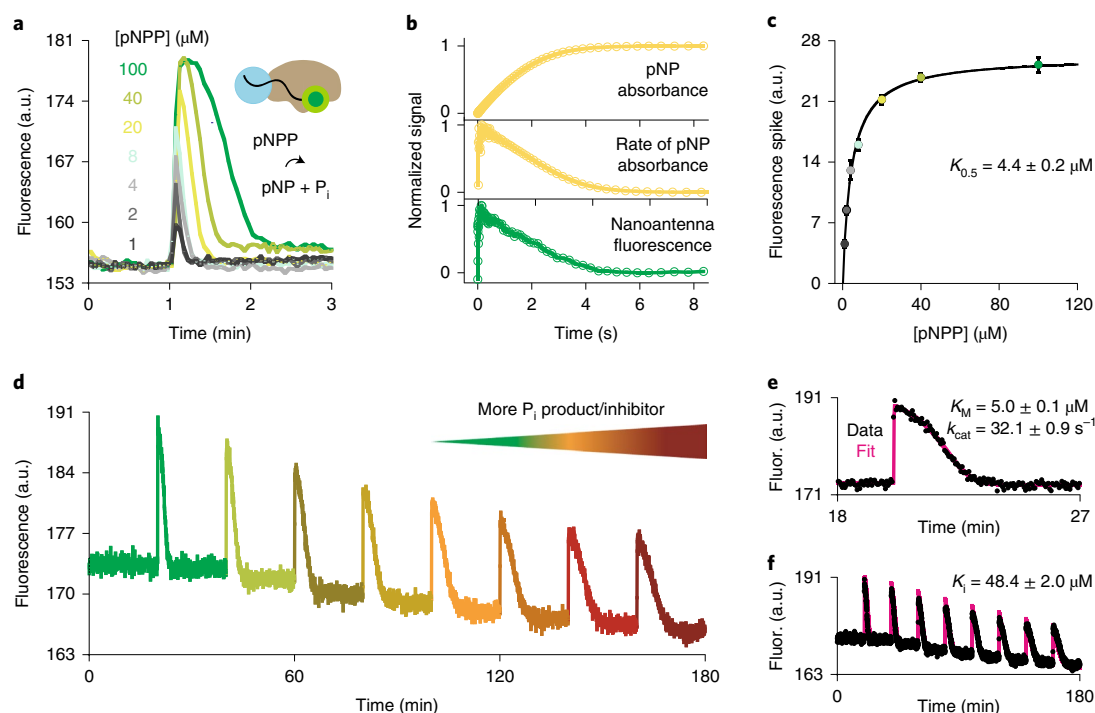 a
[pNPP] (μM)
181
174
167
160
153
Fluorescence (a.u.)
100
40
20
8
4
2
1
pNPP
pNP + Pi
0
1
2
3
Time (min)
b
Normalized signal
1
0
pNP
absorbance
1
0
Rate of pNP
absorbance
1
0
Nanoantenna
fluorescence
0
2
4
6
8
Time (s)
c
Fluorescence spike (a.u.)
28
21
14
7
0
K0.5 = 4.4 ± 0.2 μM
0
40
80
120
[pNPP] (μM)
d
Fluorescence (a.u.)
191
184
177
170
163
More Pi product/inhibitor
0
60
120
180
Time (min)
e
Fluor. (a.u.)
191
171
KM = 5.0 ± 0.1 μM
kcat = 32.1 ± 0.9 s−1
Data
Fit
18
27
Time (min)
f
Fluor. (a.u.)
191
163
Ki = 48.4 ± 2.0 μM
0
90
180
Time (min)